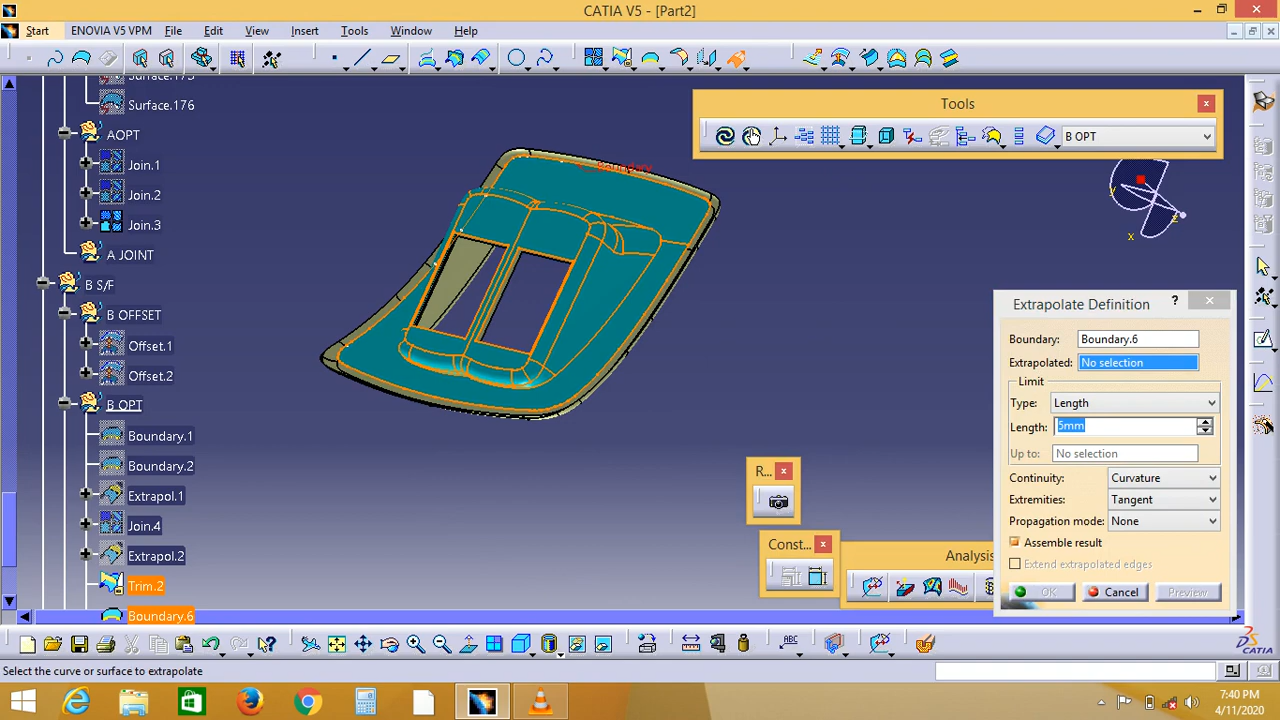 CATIA V5 - [Part2]
Start ENOVIA V5 VPM File Edit View Insert Tools Window Help
Surface.176
AOPT
Join.1
Join.2
Join.3
A JOINT
B S/F
B OFFSET
Offset.1
Offset.2
B OPT
Boundary.1
Boundary.2
Extrapol.1
Join.4
Extrapol.2
Trim.2
Boundary.6
Boundary
Tools
B OPT
y
z
x
Extrapolate Definition ?
Boundary: Boundary.6
Extrapolated: No selection
Limit
Type: Length
Length: 5mm
Up to: No selection
Continuity: Curvature
Extremities: Tangent
Propagation mode: None
Assemble result
Extend extrapolated edges
OK Cancel Preview
R...
Const...
Analysis
ABC
DS CATIA
Select the curve or surface to extrapolate
7:40 PM
4/11/2020